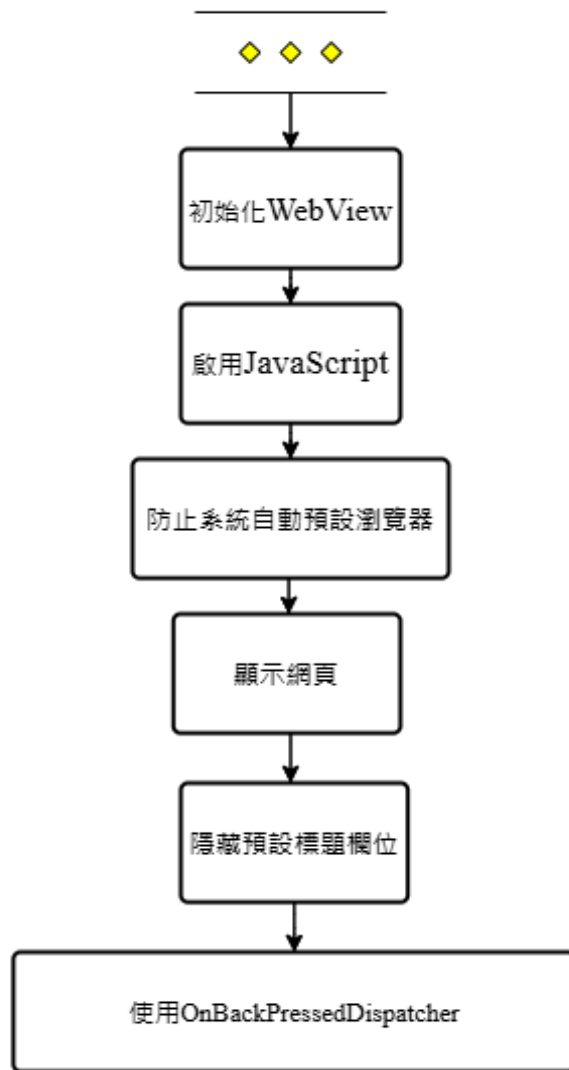 初始化WebView
啟用JavaScript
防止系統自動預設瀏覽器
顯示網頁
隱藏預設標題欄位
使用OnBackPressedDispatcher